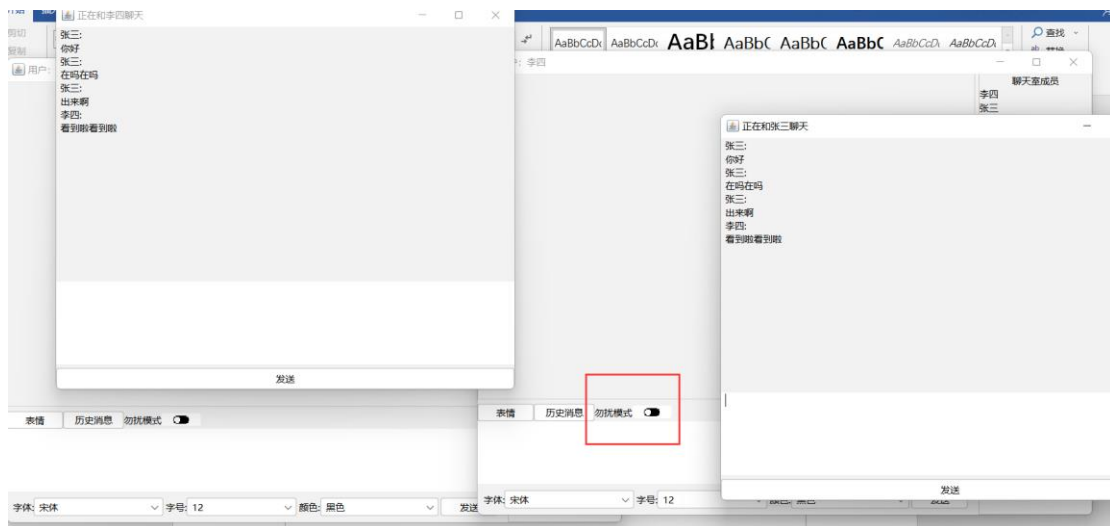 正在和李四聊天
张三:
你好
张三:
在吗在吗
张三:
出来啊
李四:
看到啦看到啦
发送
剪切
复制
用户:
表情 历史消息 勿扰模式
字体: 宋体 字号: 12 颜色: 黑色 发送
AaBbCcD AaBbCcD AaBl AaBb( AaBb( AaBbC AaBbCcD AaBbCcD
查找
替换
: 李四
聊天室成员
李四
张三
正在和张三聊天
张三:
你好
张三:
在吗在吗
张三:
出来啊
李四:
看到啦看到啦
发送
表情 历史消息 勿扰模式
字体: 宋体 字号: 12